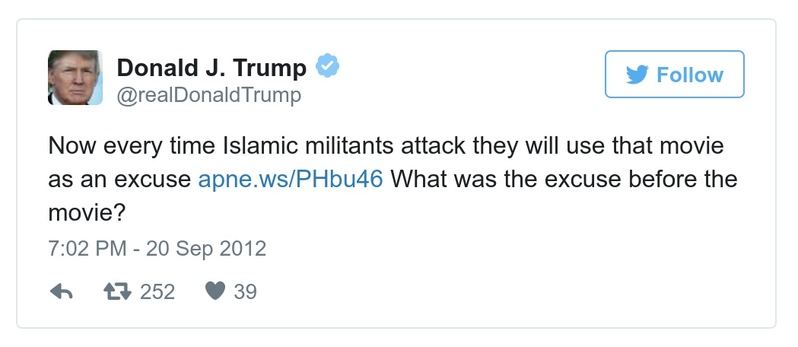 Donald J. Trump
Follow
@realDonaldTrump
Now every time Islamic militants attack they will use that movie
as an excuse apne.ws/PHbu46 What was the excuse before the
movie?
7:02 PM - 20 Sep 2012
252 39